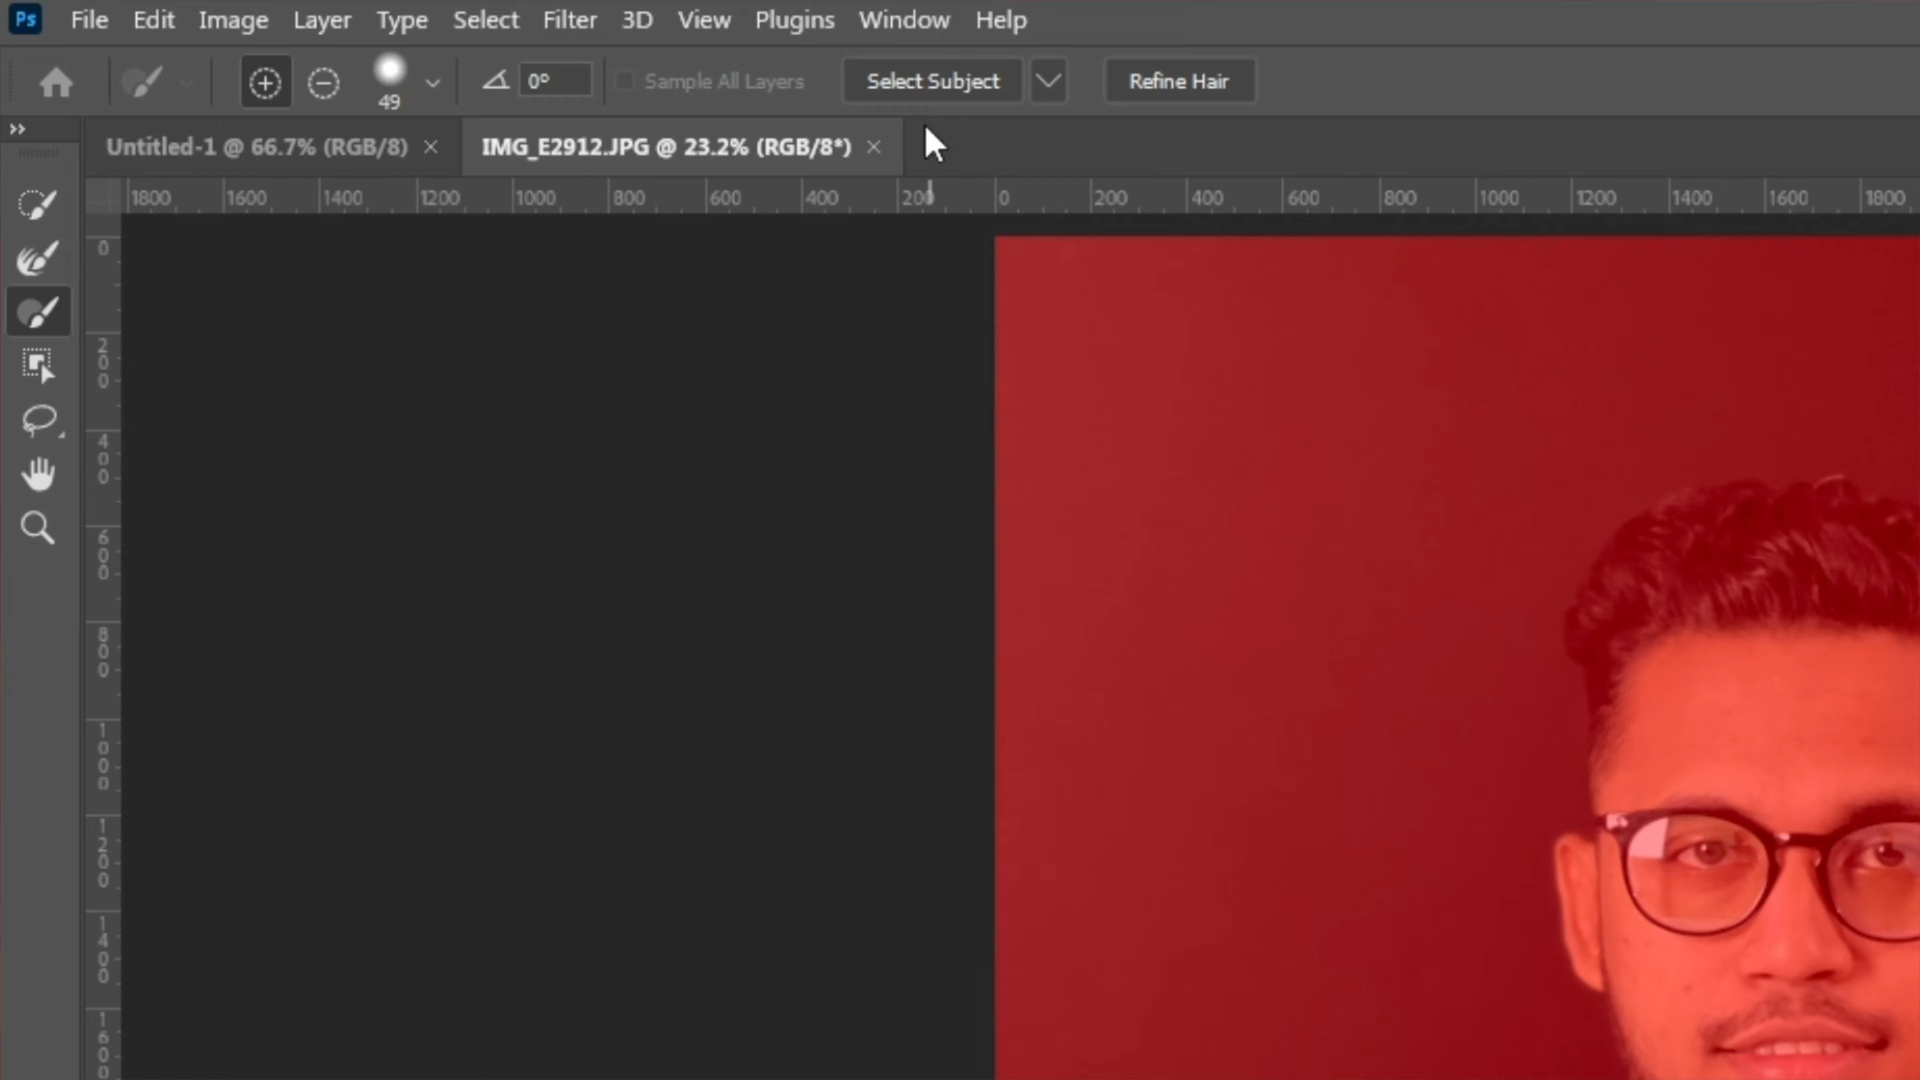 Ps File Edit Image Layer Type Select Filter 3D View Plugins Window Help
49 0° Sample All Layers Select Subject Refine Hair
Untitled-1 @ 66.7% (RGB/8) × IMG_E2912.JPG @ 23.2% (RGB/8*) ×
1800 1600 1400 1200 1000 800 600 400 200 0 200 400 600 800 1000 1200 1400 1600 1800
0
200
400
600
800
1000
1200
1400
1600